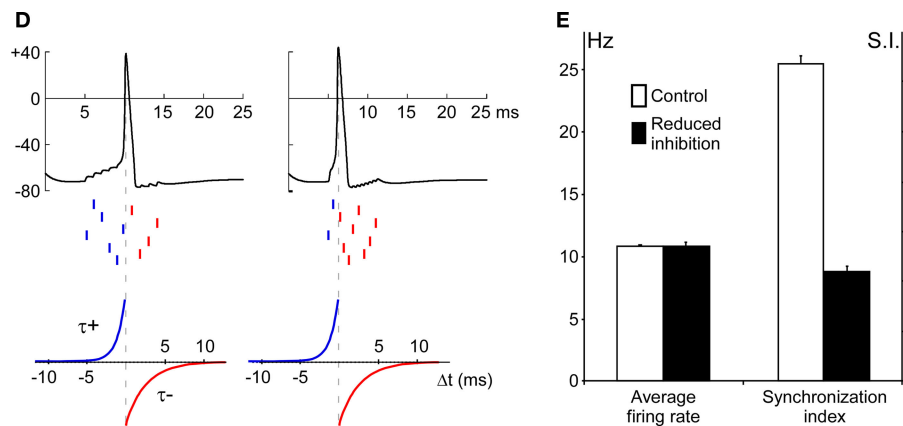 D
+40
0
-40
-80
5
10
15
20
25
5
10
15
20
25
ms
τ+
τ-
-10
-5
5
10
-10
-5
5
10
Δt (ms)
E
Hz
S.I.
25
20
15
10
5
0
Control
Reduced
inhibition
Average
firing rate
Synchronization
index